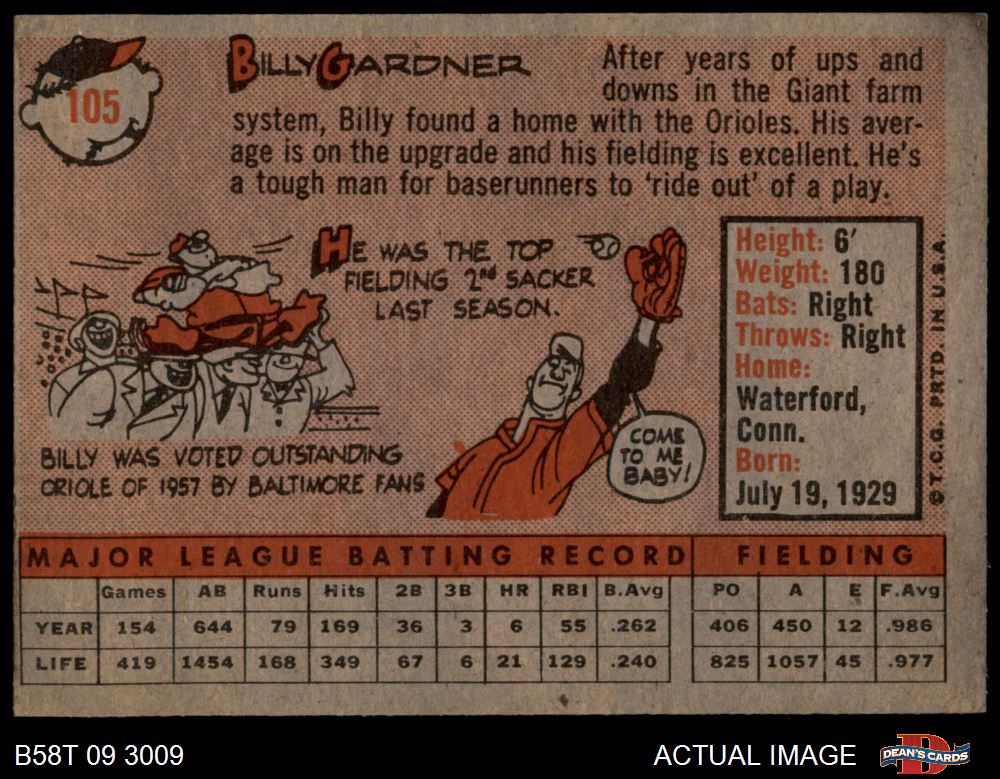 105
BILLY GARDNER
After years of ups and
downs in the Giant farm
system, Billy found a home with the Orioles. His aver-
age is on the upgrade and his fielding is excellent. He's
a tough man for baserunners to 'ride out' of a play.
HE WAS THE TOP
FIELDING 2nd SACKER
LAST SEASON.
BILLY WAS VOTED OUTSTANDING
ORIOLE OF 1957 BY BALTIMORE FANS
COME
TO ME
BABY!
Height: 6′
Weight: 180
Bats: Right
Throws: Right
Home:
Waterford,
Conn.
Born:
July 19, 1929
© T.C.G. PRTD. IN U.S.A.
MAJOR LEAGUE BATTING RECORD FIELDING
Games AB Runs Hits 2B 3B HR RBI B.Avg PO A E F.Avg
YEAR 154 644 79 169 36 3 6 55 .262 406 450 12 .986
LIFE 419 1454 168 349 67 6 21 129 .240 825 1057 45 .977
B58T 09 3009
ACTUAL IMAGE
D
DEAN'S CARDS